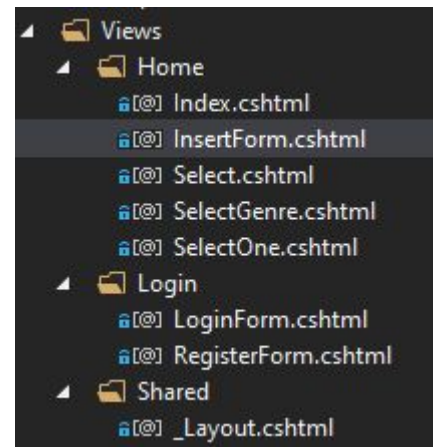 Views
Home
[@] Index.cshtml
[@] InsertForm.cshtml
[@] Select.cshtml
[@] SelectGenre.cshtml
[@] SelectOne.cshtml
Login
[@] LoginForm.cshtml
[@] RegisterForm.cshtml
Shared
[@] _Layout.cshtml